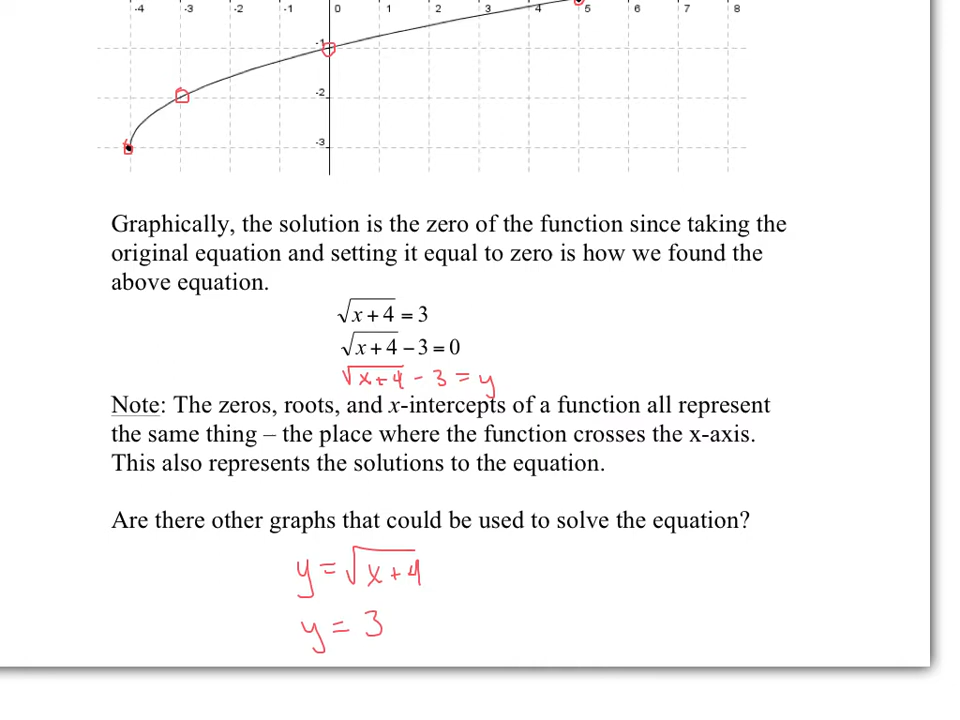 -4 -3 -2 -1 0 1 2 3 4 5 6 7 8
-1
-2
-3
Graphically, the solution is the zero of the function since taking the
original equation and setting it equal to zero is how we found the
above equation.
√x+4 = 3
√x+4 − 3 = 0
√x+4 - 3 = y
Note: The zeros, roots, and x-intercepts of a function all represent
the same thing – the place where the function crosses the x-axis.
This also represents the solutions to the equation.
Are there other graphs that could be used to solve the equation?
y = √x+4
y = 3